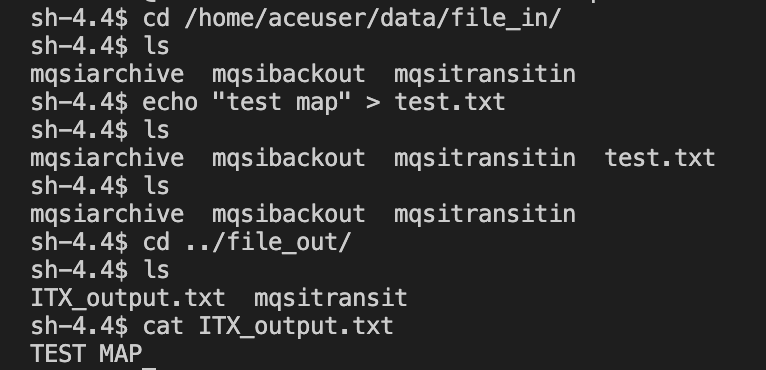 sh-4.4$ cd /home/aceuser/data/file_in/
sh-4.4$ ls
mqsiarchive  mqsibackout  mqsitransitin
sh-4.4$ echo "test map" > test.txt
sh-4.4$ ls
mqsiarchive  mqsibackout  mqsitransitin  test.txt
sh-4.4$ ls
mqsiarchive  mqsibackout  mqsitransitin
sh-4.4$ cd ../file_out/
sh-4.4$ ls
ITX_output.txt  mqsitransit
sh-4.4$ cat ITX_output.txt
TEST MAP